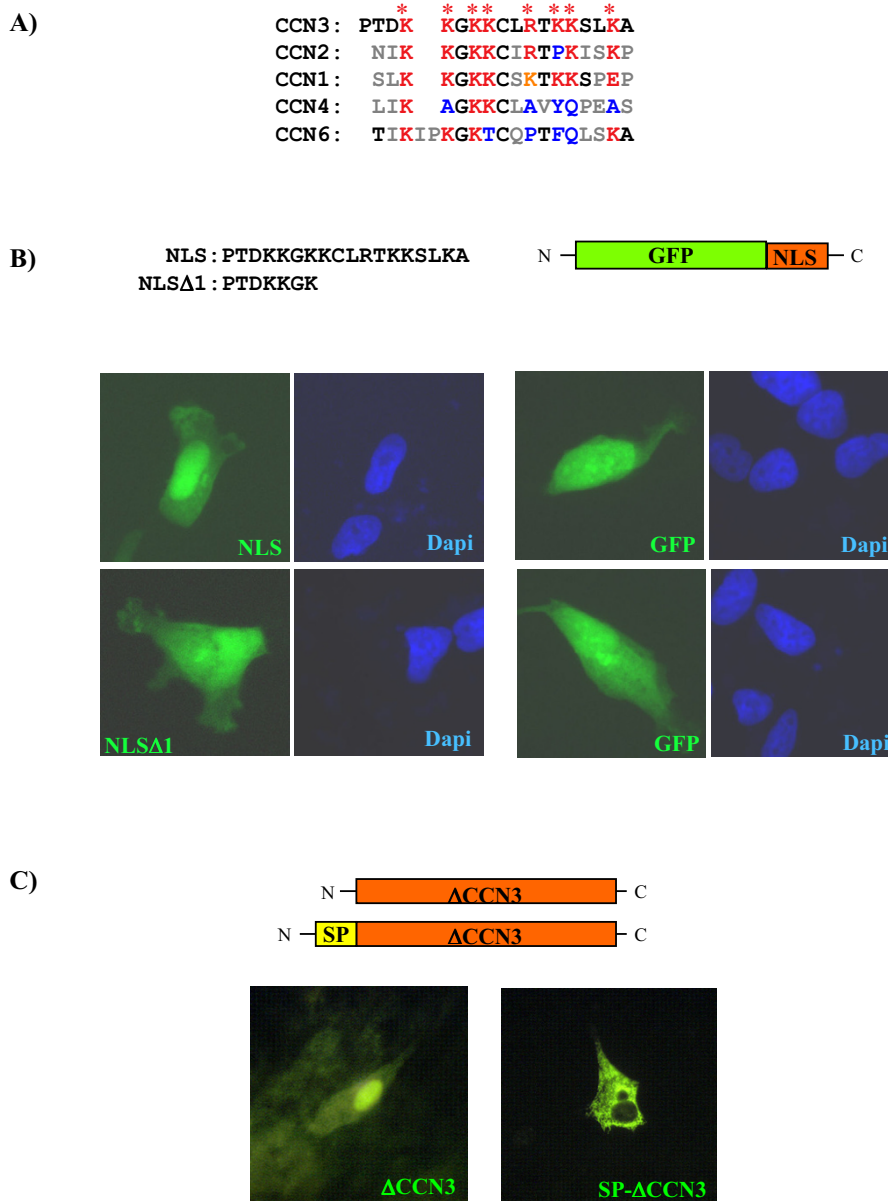 A)
* * * * * * * *
CCN3: PTDK KGKKCLRTKKSLKA
CCN2: NIK KGKKCIRTPKISKP
CCN1: SLK KGKKCSKTKKSPEP
CCN4: LIK AGKKCLAVYQPEAS
CCN6: TIKIPKGKTCQPTFQLSKA
B)
NLS:PTDKKGKKCLRTKKSLKA
NLSΔ1:PTDKKGK
N GFP NLS C
NLS Dapi GFP Dapi
NLSΔ1 Dapi GFP Dapi
C)
N ΔCCN3 C
N SP ΔCCN3 C
ΔCCN3 SP-ΔCCN3